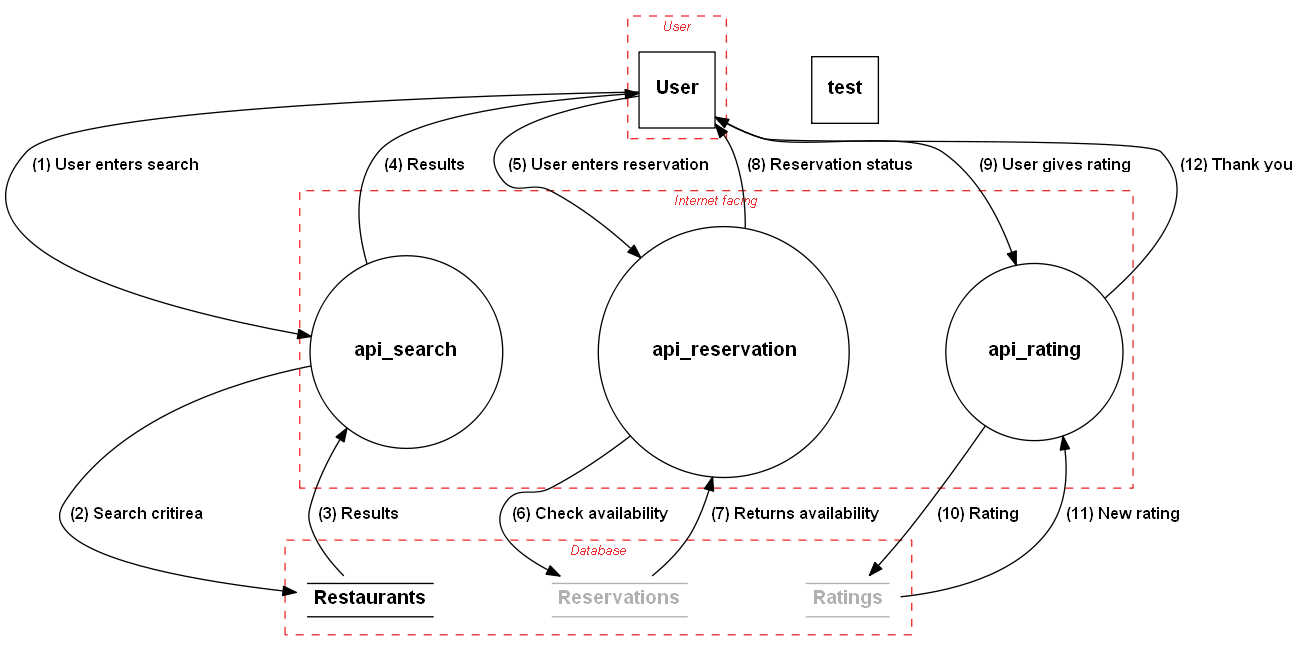 User
User
test
(1) User enters search
(4) Results
(5) User enters reservation
(8) Reservation status
(9) User gives rating
(12) Thank you
Internet facing
api_search
api_reservation
api_rating
(2) Search critirea
(3) Results
(6) Check availability
(7) Returns availability
(10) Rating
(11) New rating
Database
Restaurants
Reservations
Ratings